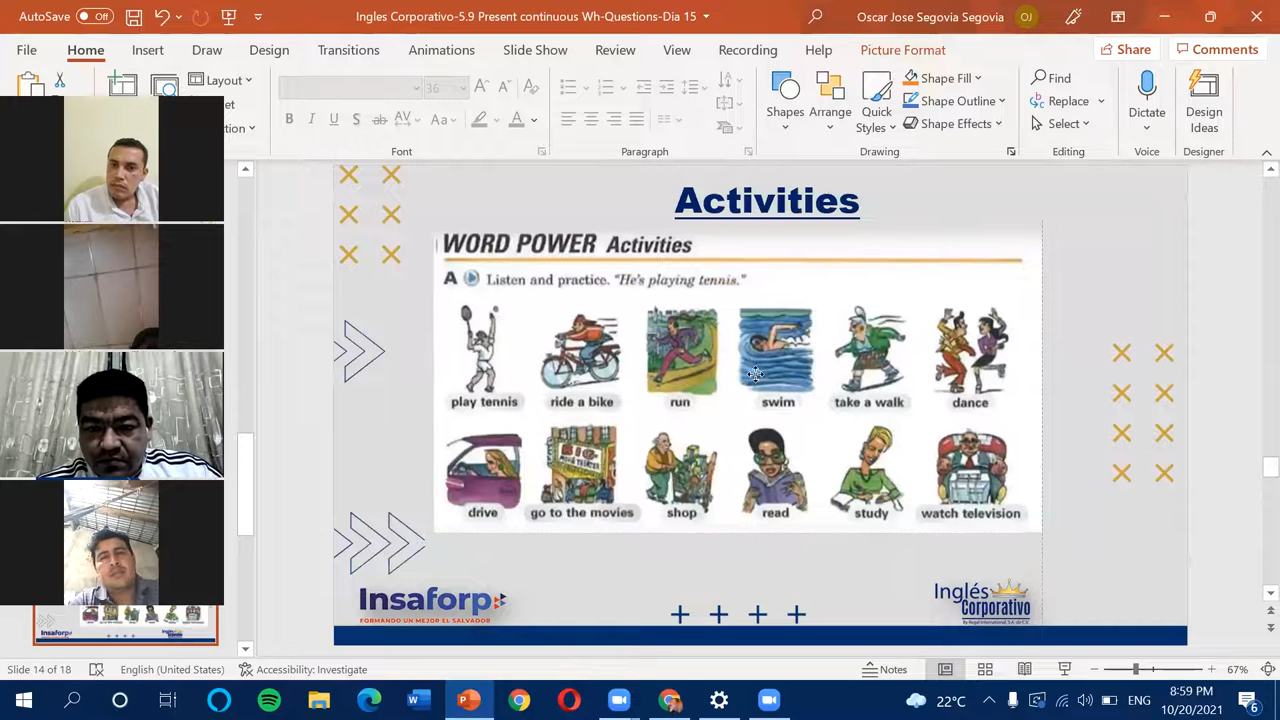 AutoSave Off
Ingles Corporativo-5.9 Present continuous Wh-Questions-Dia 15
Oscar Jose Segovia Segovia
OJ
File Home Insert Draw Design Transitions Animations Slide Show Review View Recording Help Picture Format
Share Comments
Layout
Shapes
Arrange
Quick Styles
Shape Fill
Shape Outline
Shape Effects
Find
Replace
Select
Dictate
Design Ideas
Font Paragraph Drawing Editing Voice Designer
Activities
WORD POWER Activities
A Listen and practice. "He's playing tennis."
play tennis ride a bike run swim take a walk dance
drive go to the movies shop read study watch television
Insaforp
FORMANDO UN MEJOR EL SALVADOR
Inglés
Corporativo
Slide 14 of 18 English (United States) Accessibility: Investigate Notes 67%
22°C ENG 8:59 PM
10/20/2021
6